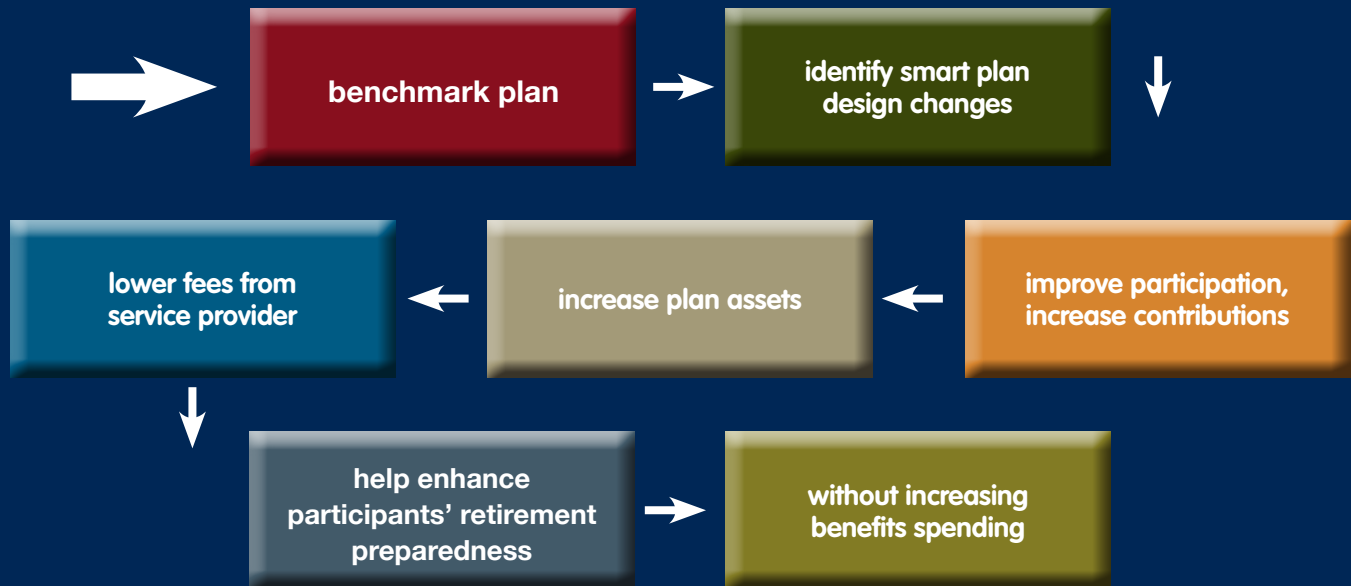 benchmark plan
identify smart plan
design changes
improve participation,
increase contributions
increase plan assets
lower fees from
service provider
help enhance
participants’ retirement
preparedness
without increasing
benefits spending